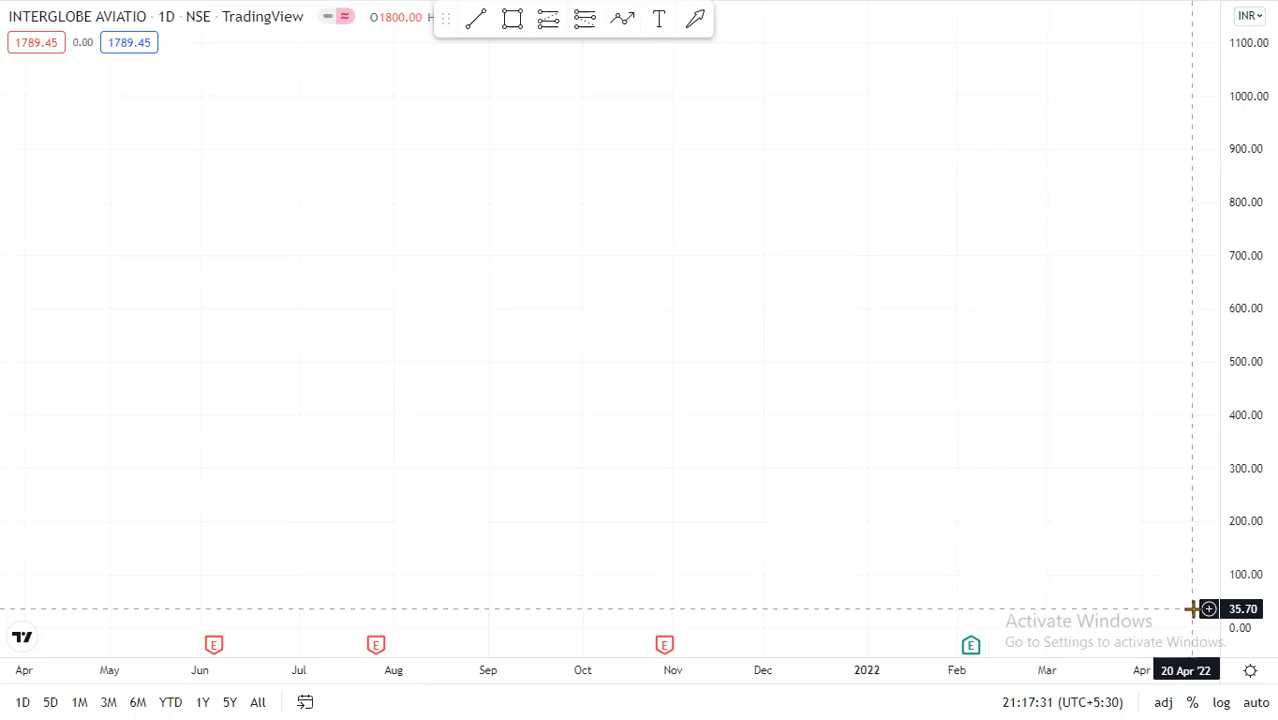 INTERGLOBE AVIATIO · 1D · NSE · TradingView O1800.00 H
INR
1789.45 0.00 1789.45
1100.00
1000.00
900.00
800.00
700.00
600.00
500.00
400.00
300.00
200.00
100.00
35.70
0.00
Activate Windows
Go to Settings to activate Windows.
E E E E
Apr May Jun Jul Aug Sep Oct Nov Dec 2022 Feb Mar Apr 20 Apr '22
1D 5D 1M 3M 6M YTD 1Y 5Y All 21:17:31 (UTC+5:30) adj % log auto